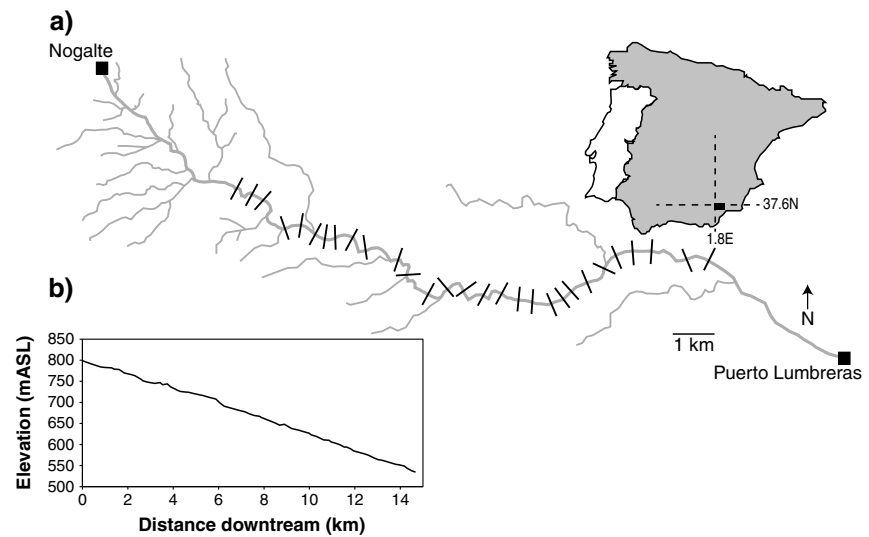 a)
Nogalte
37.6N
1.8E
N
1 km
Puerto Lumbreras
b)
Elevation (mASL)
850
800
750
700
650
600
550
500
0 2 4 6 8 10 12 14
Distance downtream (km)